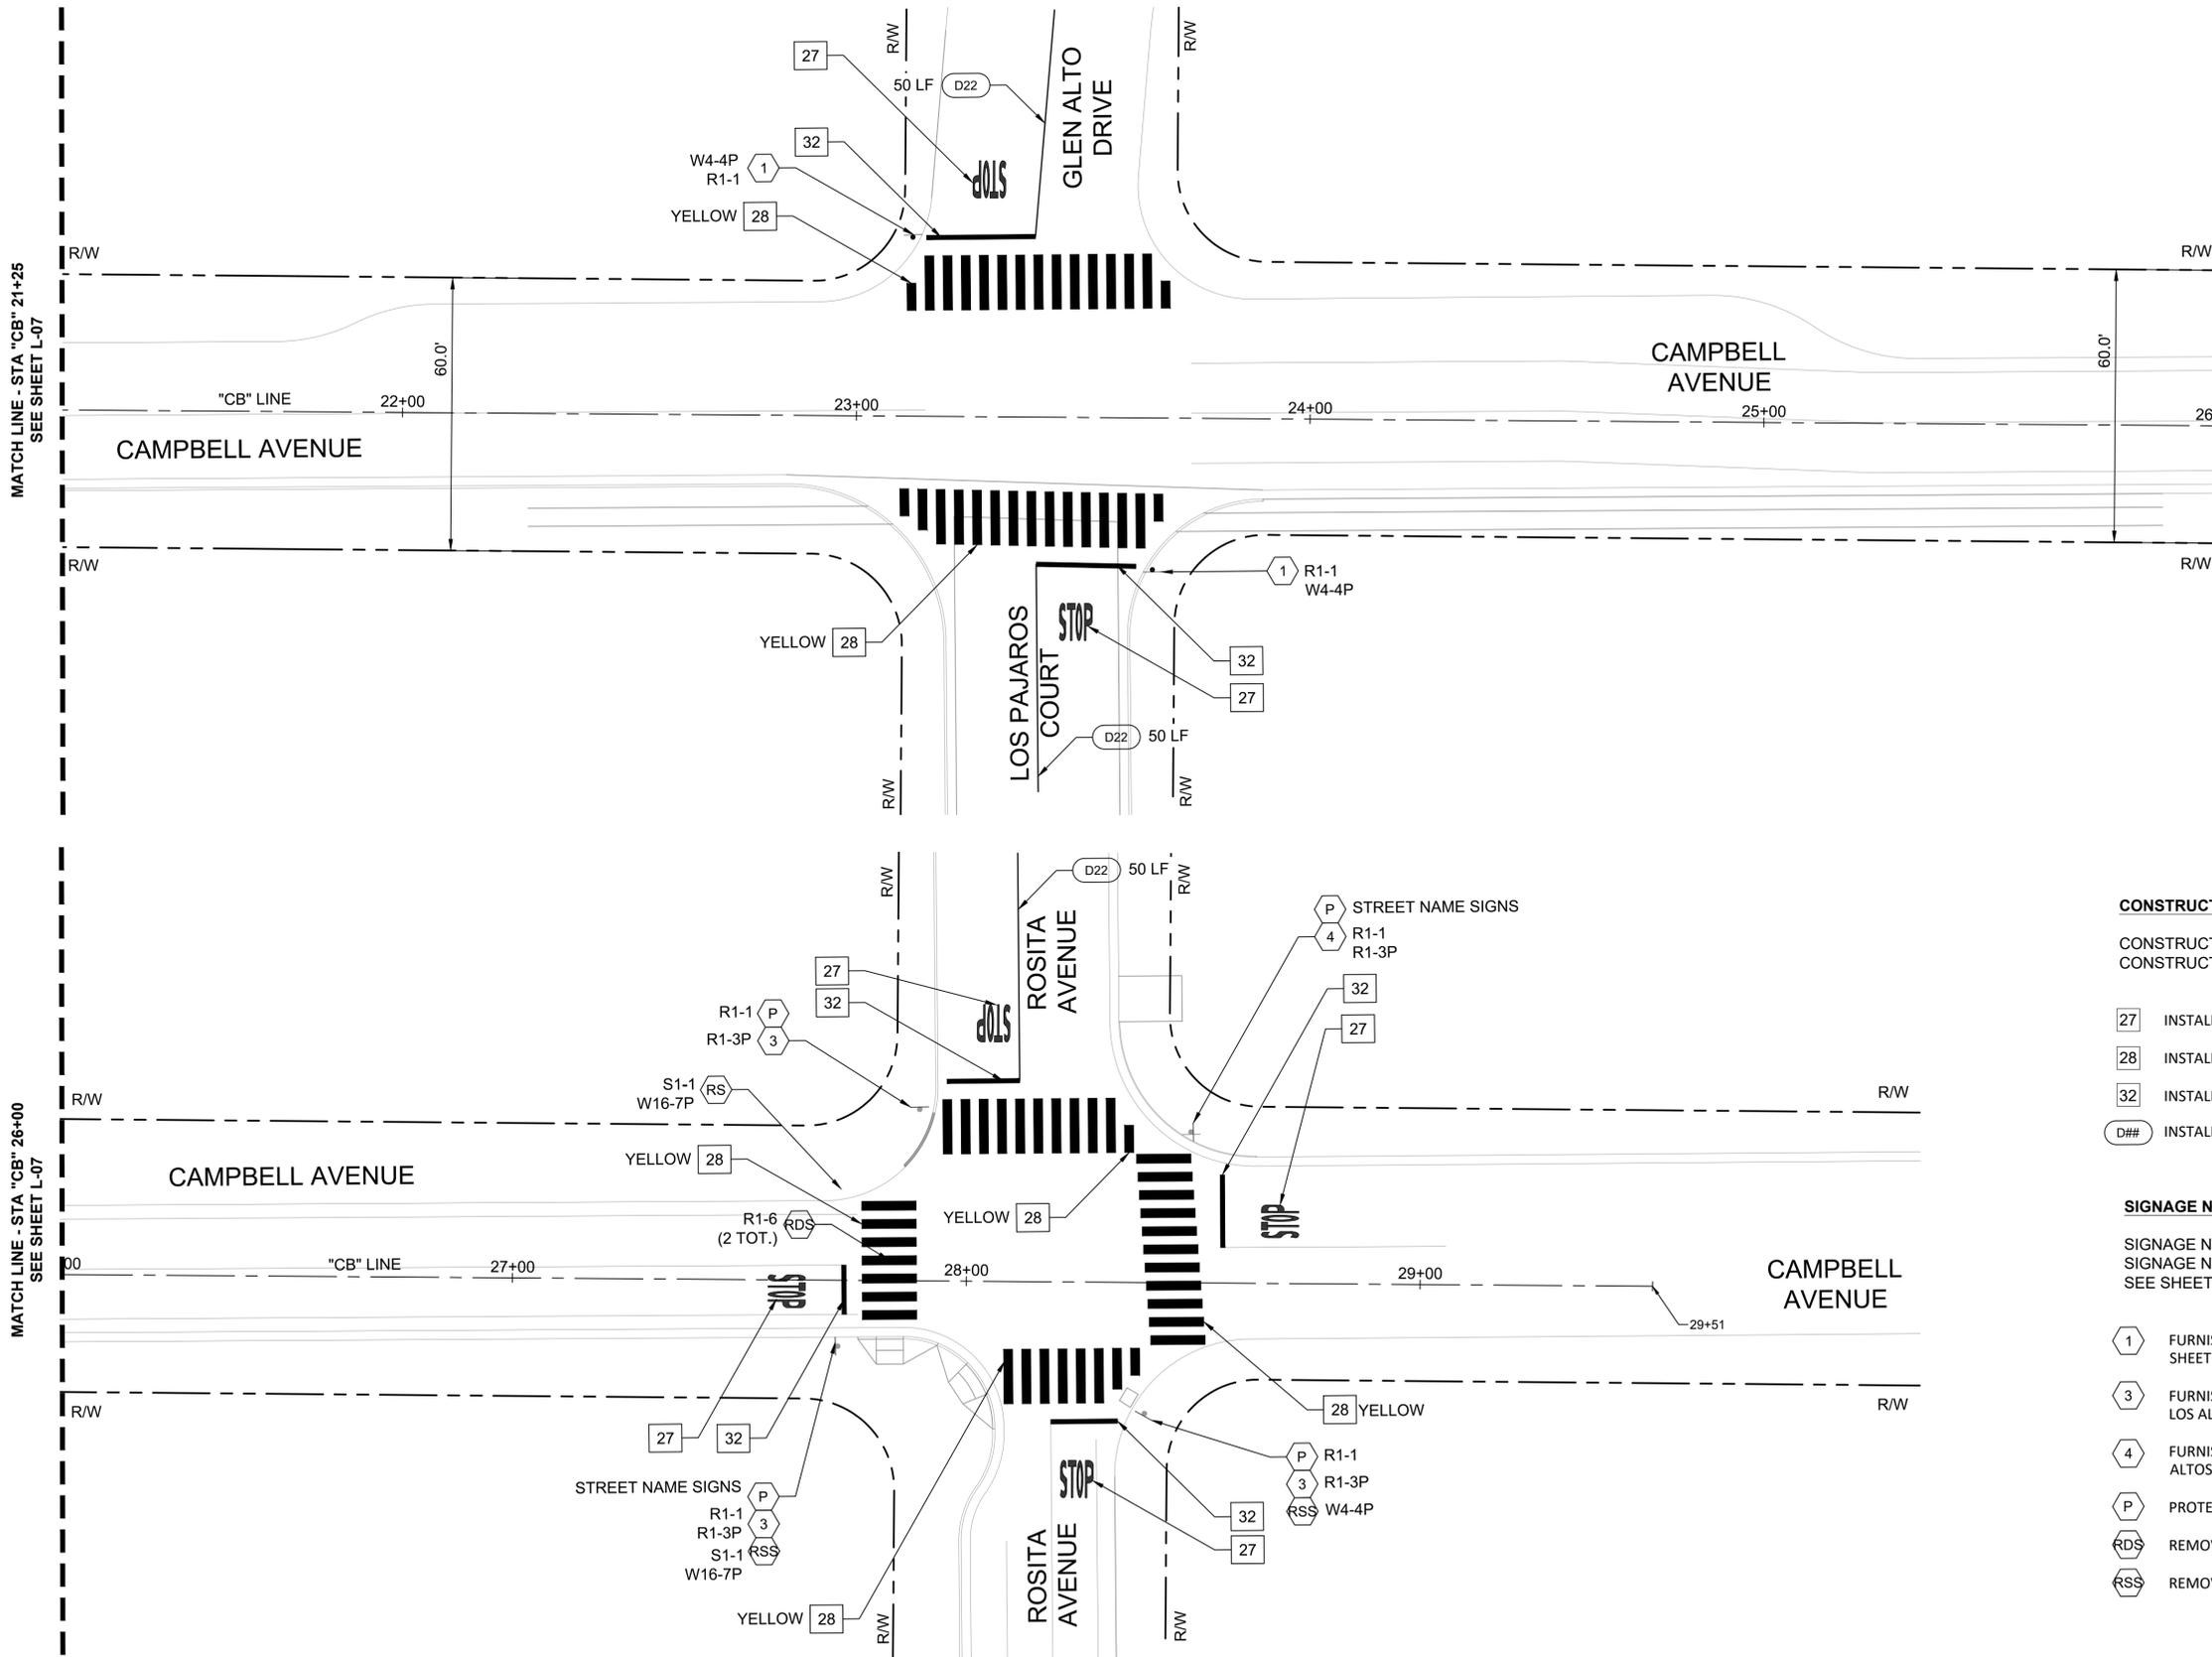 MATCH LINE - STA "CB" 21+25
SEE SHEET L-07
R/W
R/W
27
50 LF
D22
GLEN ALTO
DRIVE
32
W4-4P
R1-1
1
YELLOW
28
STOP
R/W
R/W
60.0'
60.0'
CAMPBELL
AVENUE
"CB" LINE
22+00
23+00
24+00
25+00
26
CAMPBELL AVENUE
R/W
R/W
1
R1-1
W4-4P
STOP
YELLOW
28
32
27
LOS PAJAROS
COURT
D22
50 LF
R/W
R/W
MATCH LINE - STA "CB" 26+00
SEE SHEET L-07
R/W
D22
50 LF
R/W
ROSITA
AVENUE
P
STREET NAME SIGNS
4
R1-1
R1-3P
27
32
STOP
32
27
R1-1
P
R1-3P
3
S1-1
W16-7P
RS
R/W
R/W
YELLOW
28
CAMPBELL AVENUE
YELLOW
28
R1-6
(2 TOT.)
RDS
STOP
00
"CB" LINE
27+00
28+00
29+00
29+51
CAMPBELL
AVENUE
STOP
R/W
R/W
27
32
28
YELLOW
STREET NAME SIGNS
P
R1-1
R1-3P
3
S1-1
W16-7P
RSS
STOP
P
R1-1
3
R1-3P
RSS
W4-4P
32
27
YELLOW
28
ROSITA
AVENUE
R/W
R/W
CONSTRUCT
CONSTRUCT
CONSTRUCT
27
INSTAL
28
INSTAL
32
INSTAL
D##
INSTAL
SIGNAGE N
SIGNAGE N
SIGNAGE N
SEE SHEET
1
FURNIS
SHEET
3
FURNIS
LOS AL
4
FURNIS
ALTOS
P
PROTE
RDS
REMO
RSS
REMO